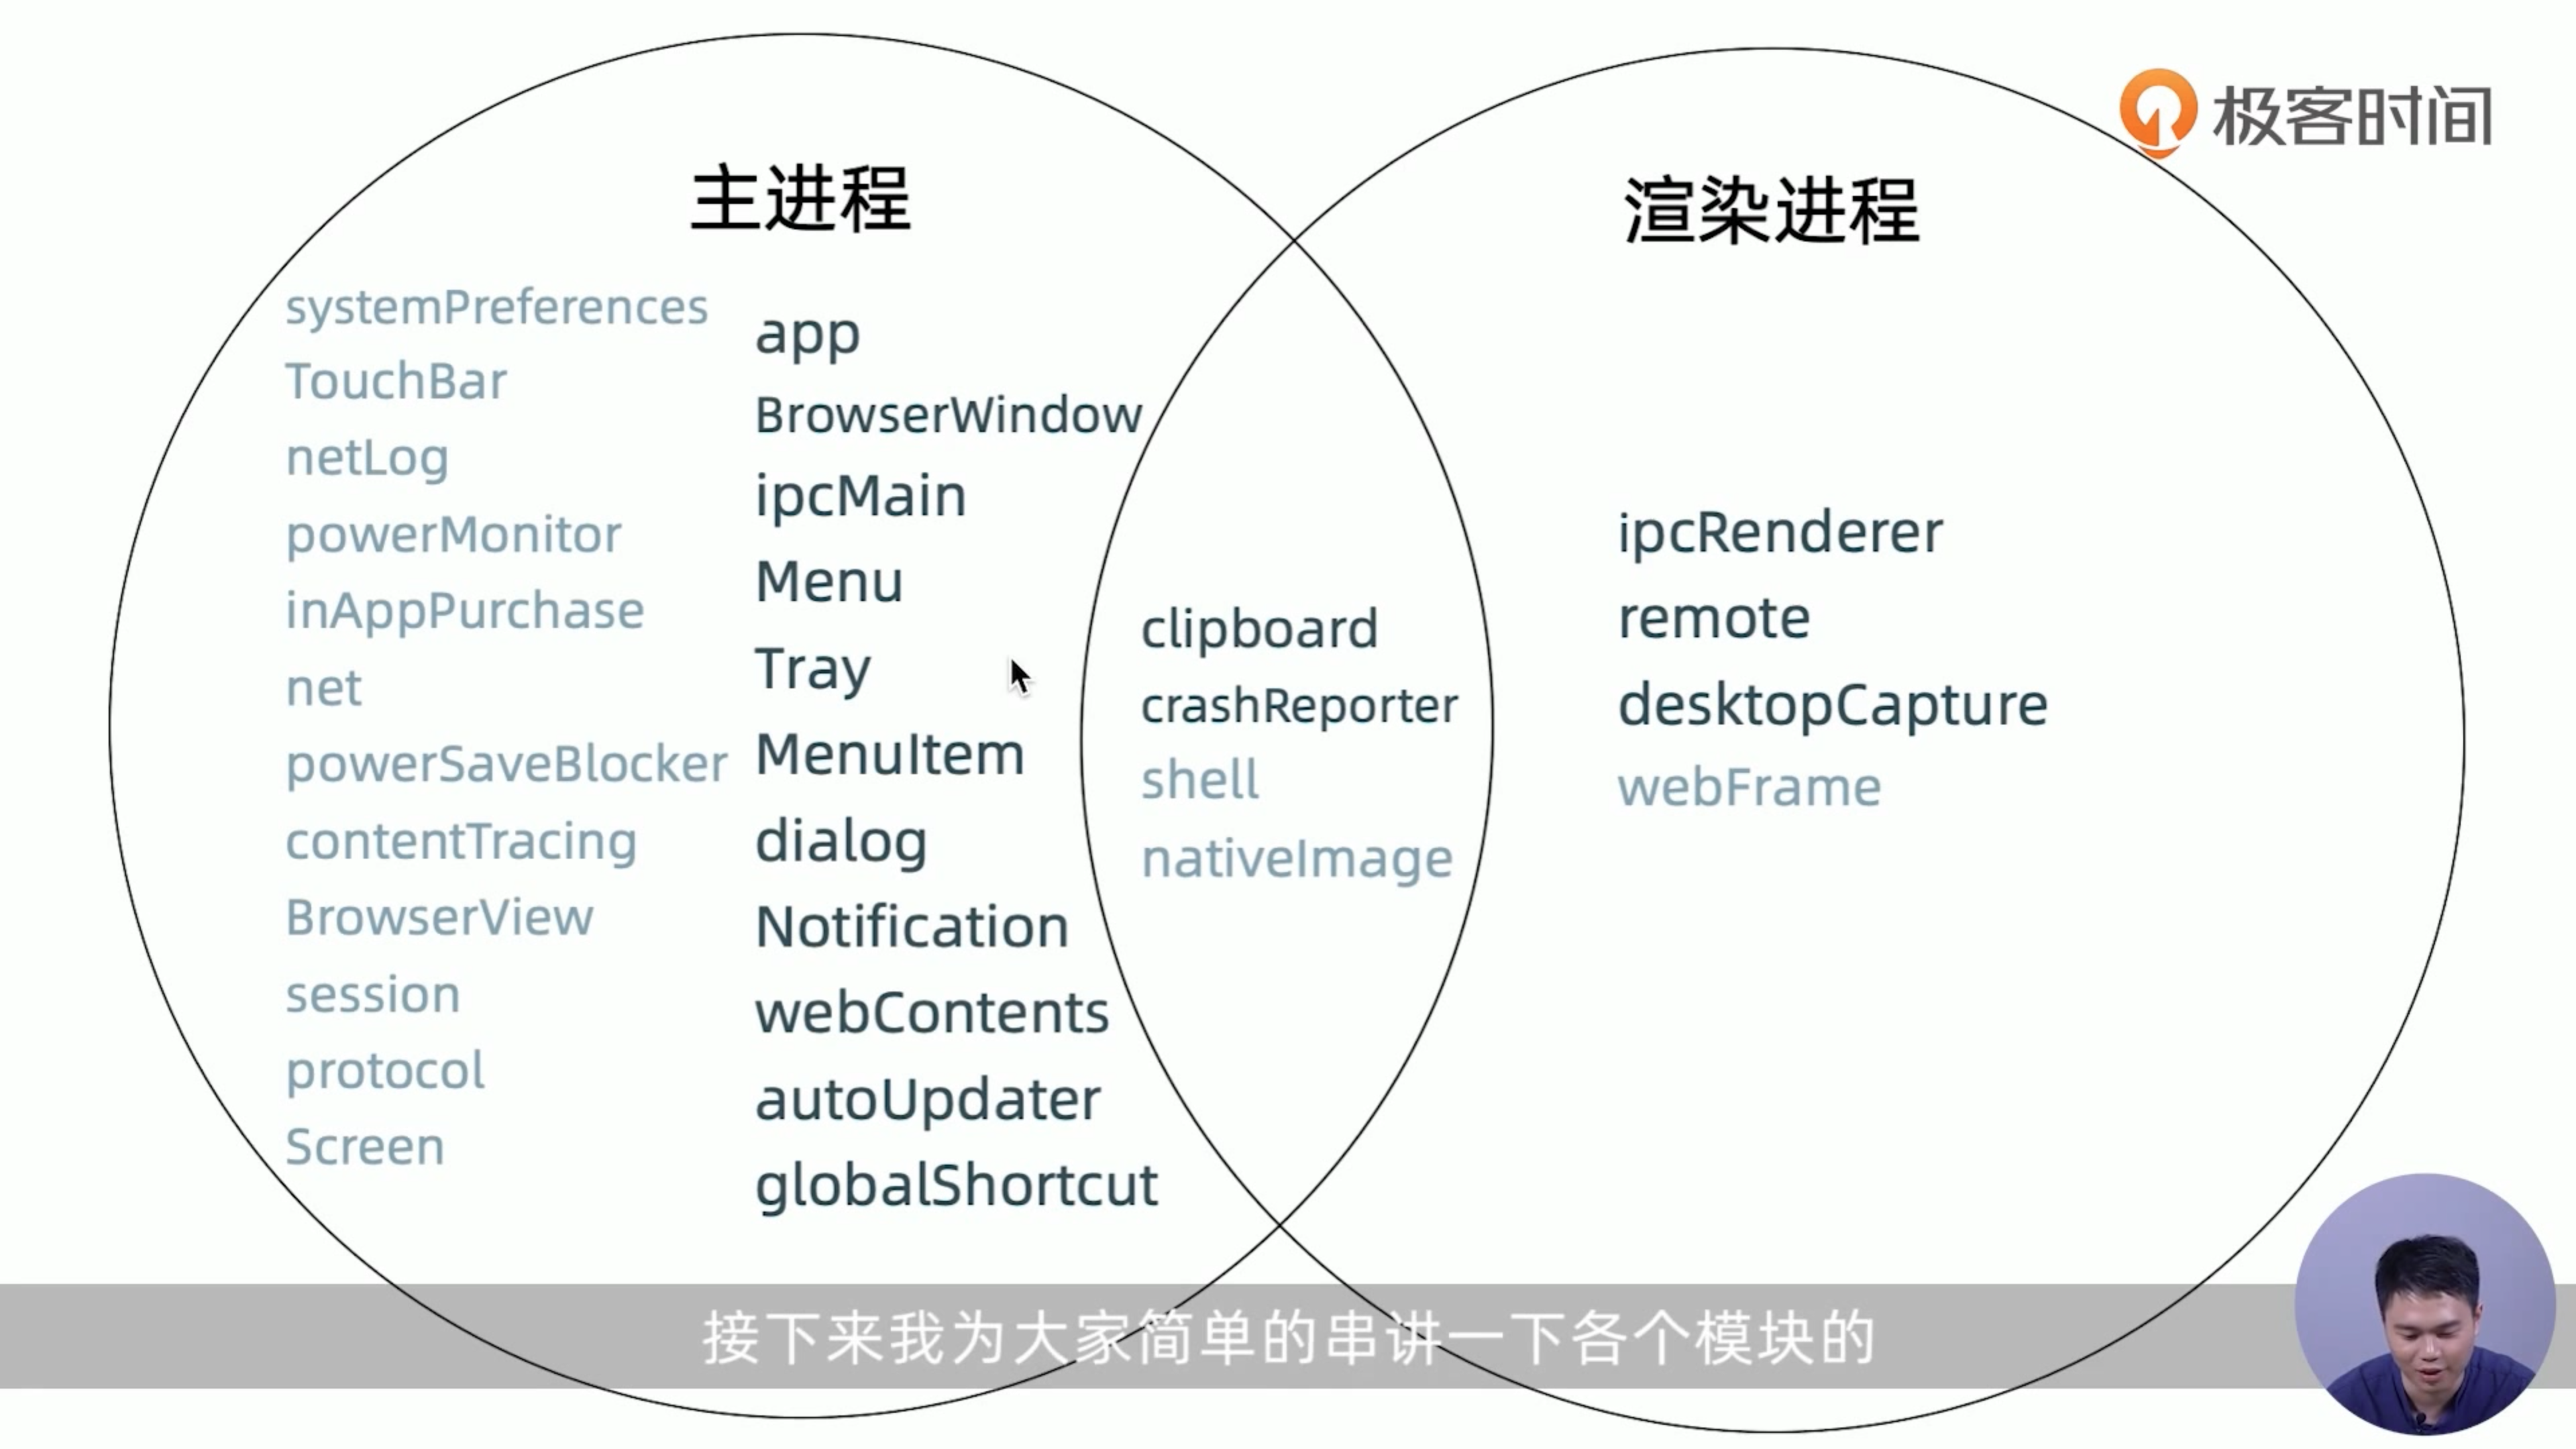 极客时间
主进程
systemPreferences
TouchBar
netLog
powerMonitor
inAppPurchase
net
powerSaveBlocker
contentTracing
BrowserView
session
protocol
Screen
app
BrowserWindow
ipcMain
Menu
Tray
MenuItem
dialog
Notification
webContents
autoUpdater
globalShortcut
clipboard
crashReporter
shell
nativeImage
渲染进程
ipcRenderer
remote
desktopCapture
webFrame
接下来我为大家简单的串讲一下各个模块的